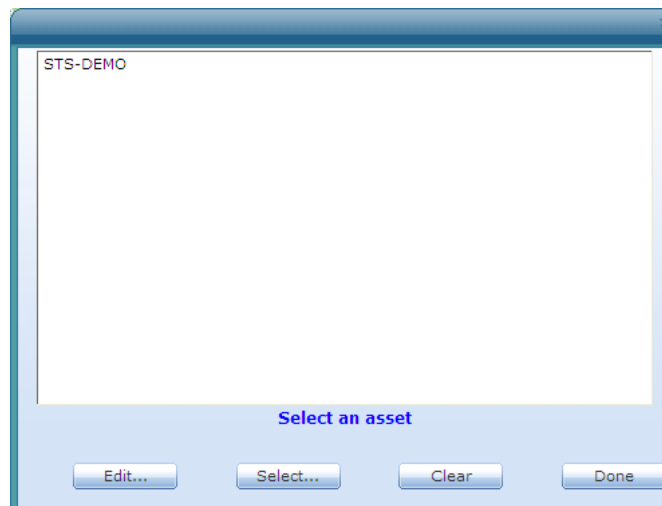 STS-DEMO
Select an asset
Edit...
Select...
Clear
Done